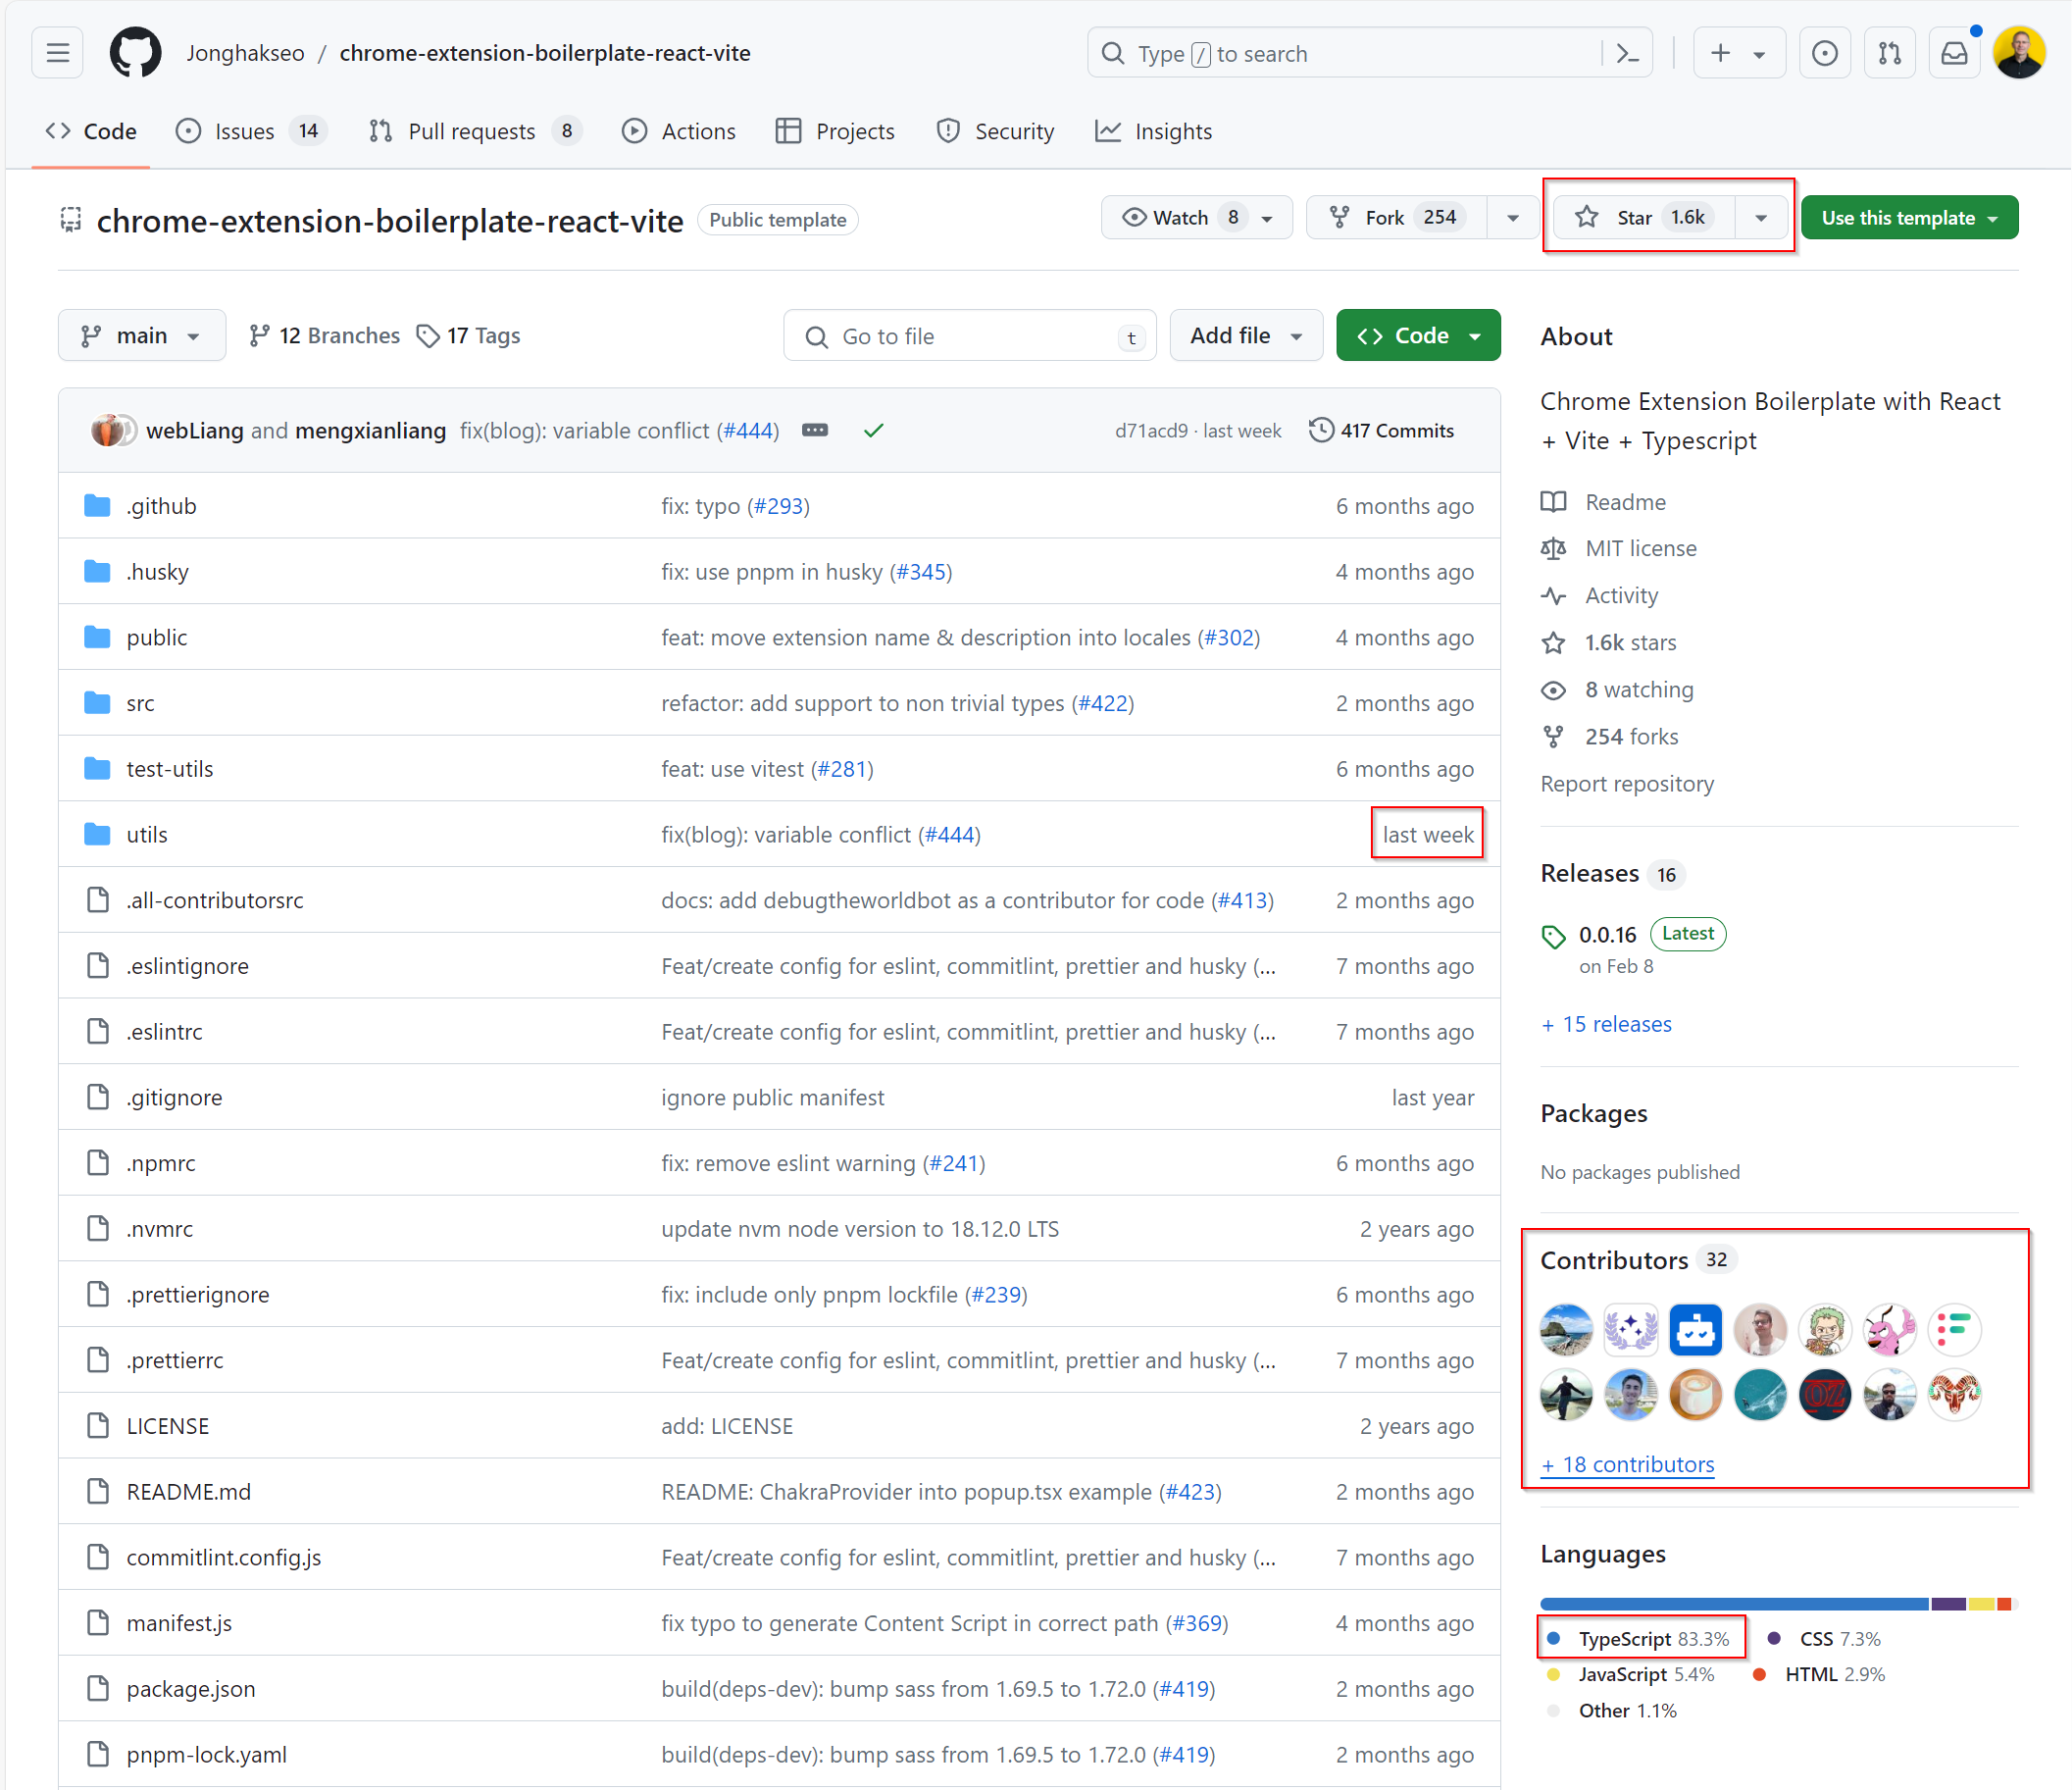 Jonghakseo / chrome-extension-boilerplate-react-vite
Type / to search
Code
Issues 14
Pull requests 8
Actions
Projects
Security
Insights
chrome-extension-boilerplate-react-vite Public template
Watch 8
Fork 254
Star 1.6k
Use this template
main
12 Branches
17 Tags
Go to file t
Add file
Code
webLiang and mengxianliang fix(blog): variable conflict (#444)
d71acd9 · last week
417 Commits
.github fix: typo (#293) 6 months ago
.husky fix: use pnpm in husky (#345) 4 months ago
public feat: move extension name & description into locales (#302) 4 months ago
src refactor: add support to non trivial types (#422) 2 months ago
test-utils feat: use vitest (#281) 6 months ago
utils fix(blog): variable conflict (#444) last week
.all-contributorsrc docs: add debugtheworldbot as a contributor for code (#413) 2 months ago
.eslintignore Feat/create config for eslint, commitlint, prettier and husky (... 7 months ago
.eslintrc Feat/create config for eslint, commitlint, prettier and husky (... 7 months ago
.gitignore ignore public manifest last year
.npmrc fix: remove eslint warning (#241) 6 months ago
.nvmrc update nvm node version to 18.12.0 LTS 2 years ago
.prettierignore fix: include only pnpm lockfile (#239) 6 months ago
.prettierrc Feat/create config for eslint, commitlint, prettier and husky (... 7 months ago
LICENSE add: LICENSE 2 years ago
README.md README: ChakraProvider into popup.tsx example (#423) 2 months ago
commitlint.config.js Feat/create config for eslint, commitlint, prettier and husky (... 7 months ago
manifest.js fix typo to generate Content Script in correct path (#369) 4 months ago
package.json build(deps-dev): bump sass from 1.69.5 to 1.72.0 (#419) 2 months ago
pnpm-lock.yaml build(deps-dev): bump sass from 1.69.5 to 1.72.0 (#419) 2 months ago
About
Chrome Extension Boilerplate with React
+ Vite + Typescript
Readme
MIT license
Activity
1.6k stars
8 watching
254 forks
Report repository
Releases 16
0.0.16 Latest
on Feb 8
+ 15 releases
Packages
No packages published
Contributors 32
OZ
+ 18 contributors
Languages
TypeScript 83.3%
CSS 7.3%
JavaScript 5.4%
HTML 2.9%
Other 1.1%